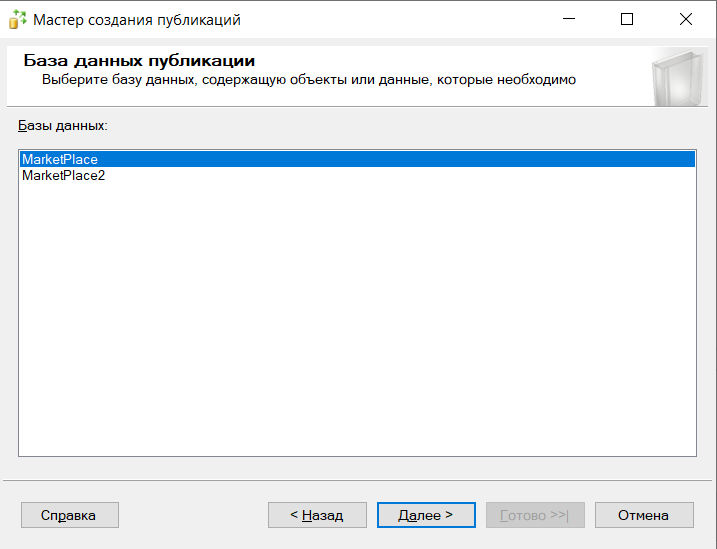 Мастер создания публикаций
База данных публикации
Выберите базу данных, содержащую объекты или данные, которые необходимо
Базы данных:
MarketPlace
MarketPlace2
Справка
< Назад
Далее >
Готово >>|
Отмена